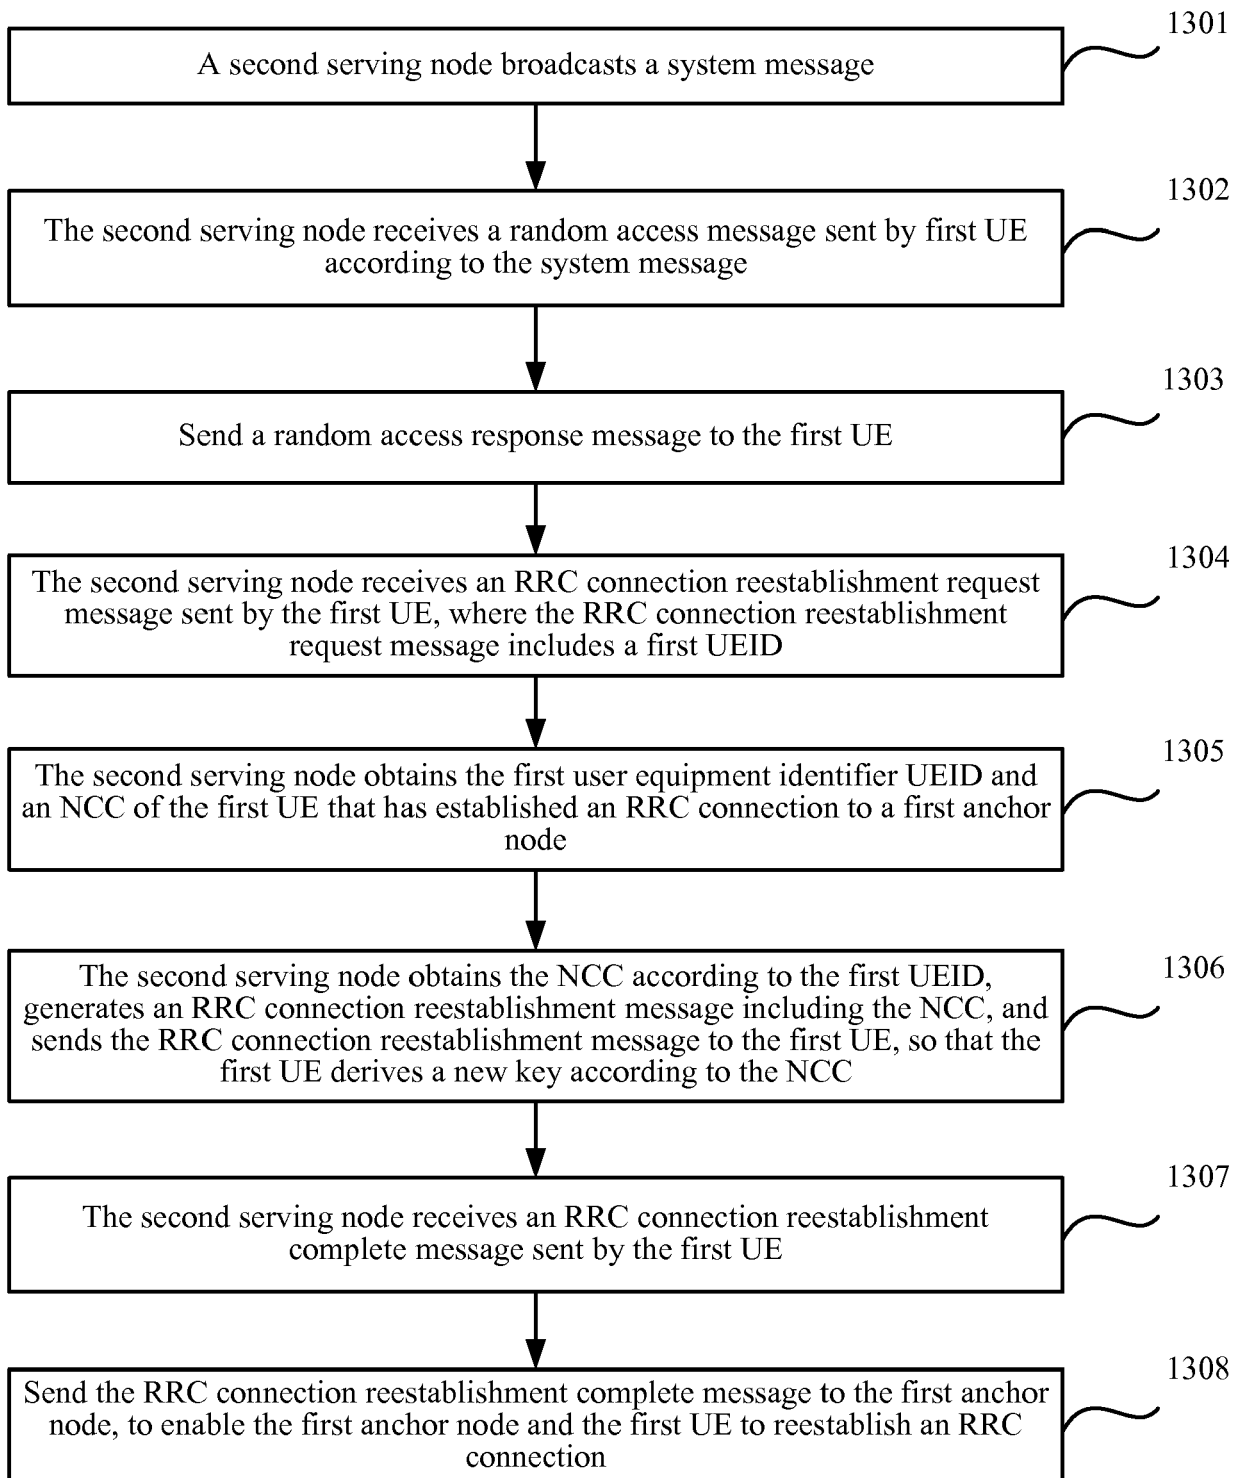 1301
A second serving node broadcasts a system message
1302
The second serving node receives a random access message sent by first UE
according to the system message
1303
Send a random access response message to the first UE
1304
The second serving node receives an RRC connection reestablishment request
message sent by the first UE, where the RRC connection reestablishment
request message includes a first UEID
1305
The second serving node obtains the first user equipment identifier UEID and
an NCC of the first UE that has established an RRC connection to a first anchor
node
1306
The second serving node obtains the NCC according to the first UEID,
generates an RRC connection reestablishment message including the NCC, and
sends the RRC connection reestablishment message to the first UE, so that the
first UE derives a new key according to the NCC
1307
The second serving node receives an RRC connection reestablishment
complete message sent by the first UE
1308
Send the RRC connection reestablishment complete message to the first anchor
node, to enable the first anchor node and the first UE to reestablish an RRC
connection